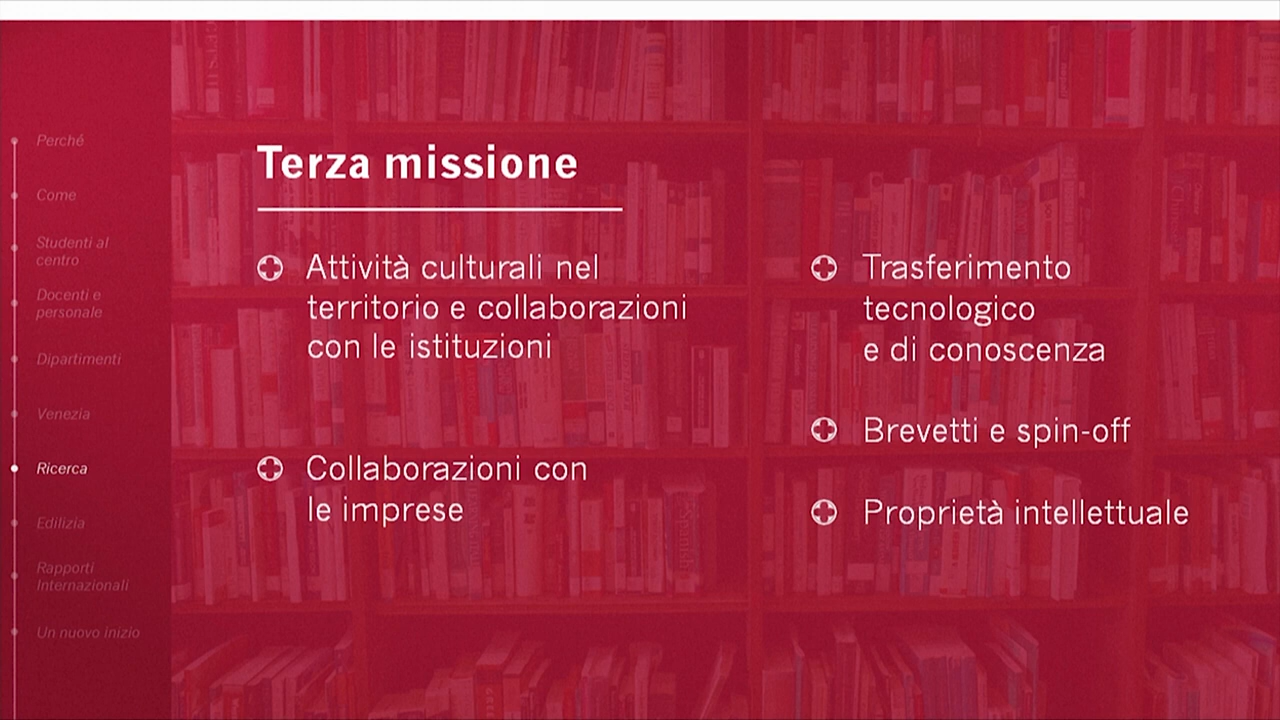 Perché
Come
Studenti al
centro
Docenti e
personale
Dipartimenti
Venezia
Ricerca
Edilizia
Rapporti
Internazionali
Un nuovo inizio
Terza missione
Attività culturali nel
territorio e collaborazioni
con le istituzioni
Collaborazioni con
le imprese
Trasferimento
tecnologico
e di conoscenza
Brevetti e spin-off
Proprietà intellettuale